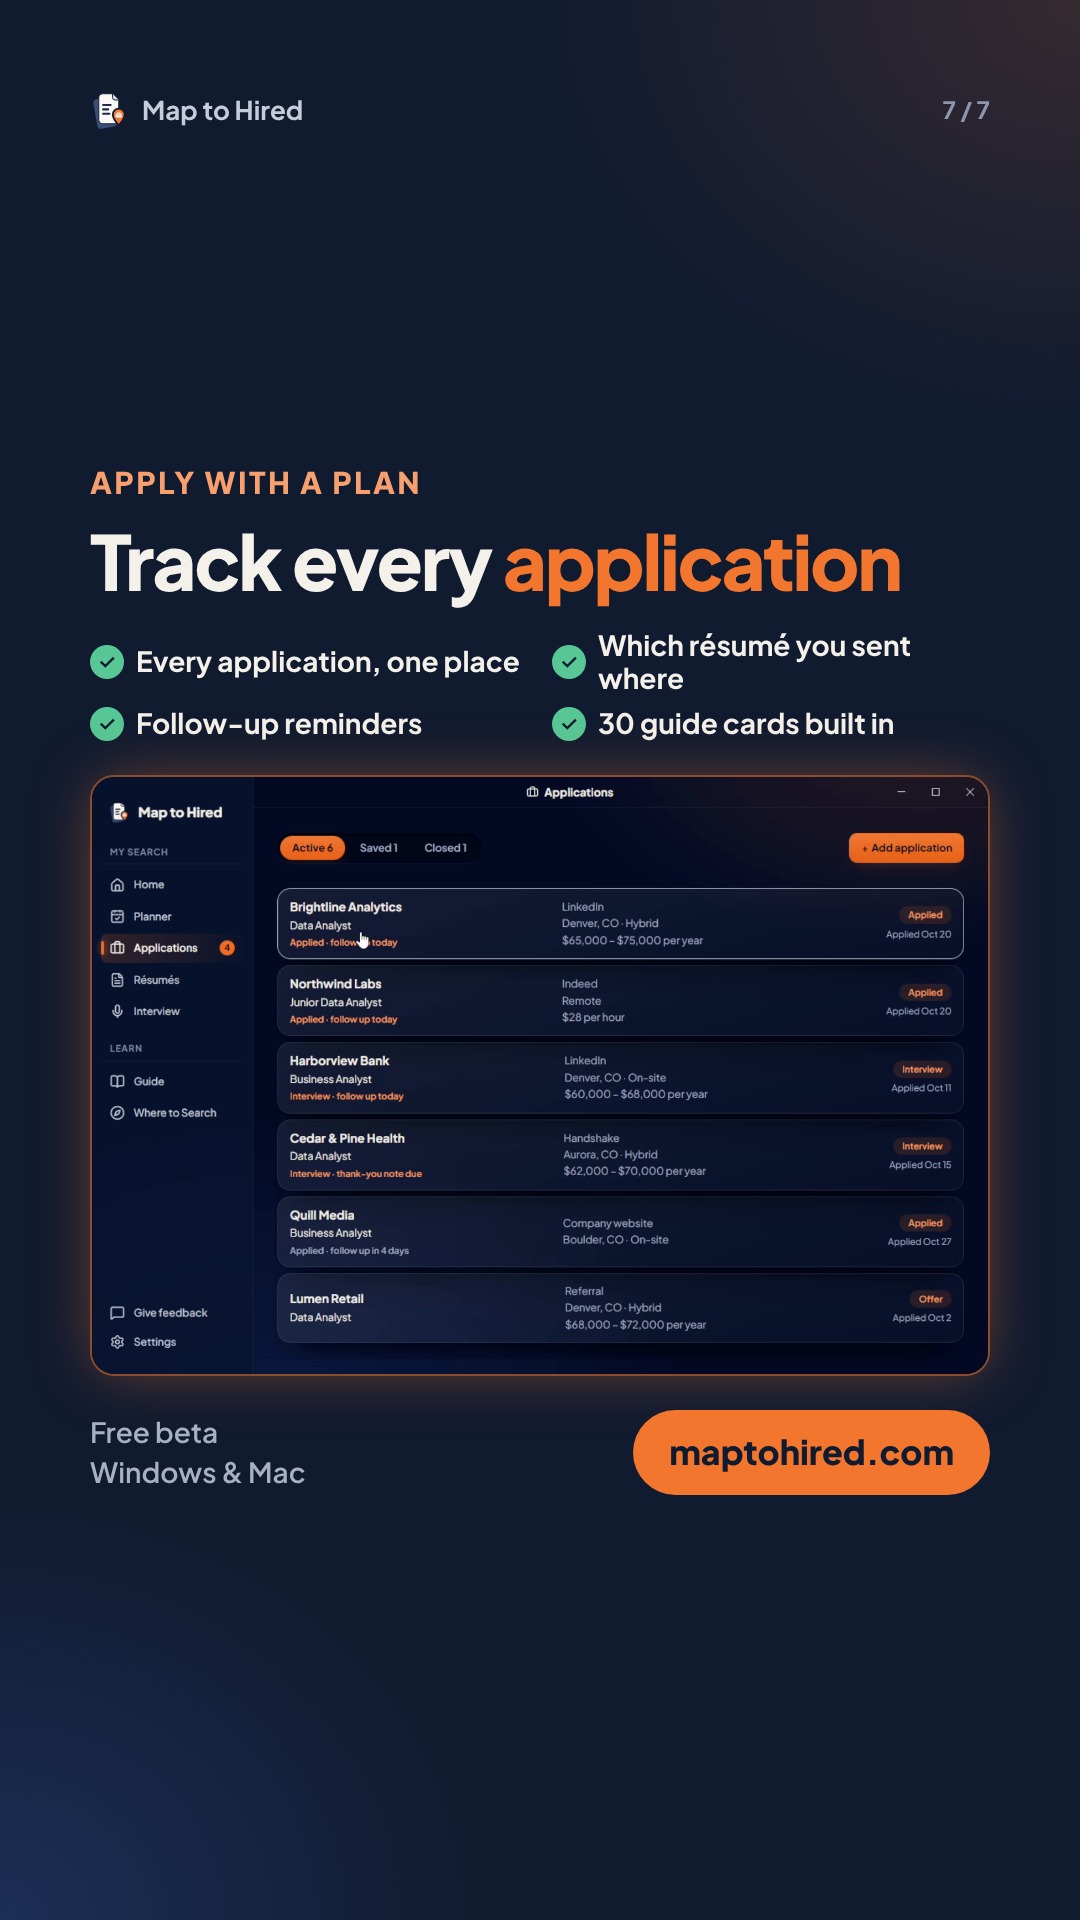 Map to Hired
7 / 7
APPLY WITH A PLAN
Track every application
Every application, one place
Which résumé you sent
where
Follow-up reminders
30 guide cards built in
Map to Hired
Applications
MY SEARCH
Home
Planner
Applications 4
Résumés
Interview
LEARN
Guide
Where to Search
Give feedback
Settings
Active 6 Saved 1 Closed 1
+ Add application
Brightline Analytics
Data Analyst
Applied · follow today
LinkedIn
Denver, CO · Hybrid
$65,000 – $75,000 per year
Applied
Applied Oct 20
Northwind Labs
Junior Data Analyst
Applied · follow up today
Indeed
Remote
$28 per hour
Applied
Applied Oct 20
Harborview Bank
Business Analyst
Interview · follow up today
LinkedIn
Denver, CO · On-site
$60,000 – $68,000 per year
Interview
Applied Oct 11
Cedar & Pine Health
Data Analyst
Interview · thank-you note due
Handshake
Aurora, CO · Hybrid
$62,000 – $70,000 per year
Interview
Applied Oct 15
Quill Media
Business Analyst
Applied · follow up in 4 days
Company website
Boulder, CO · On-site
Applied
Applied Oct 27
Lumen Retail
Data Analyst
Referral
Denver, CO · Hybrid
$68,000 – $72,000 per year
Offer
Applied Oct 2
Free beta
Windows & Mac
maptohired.com